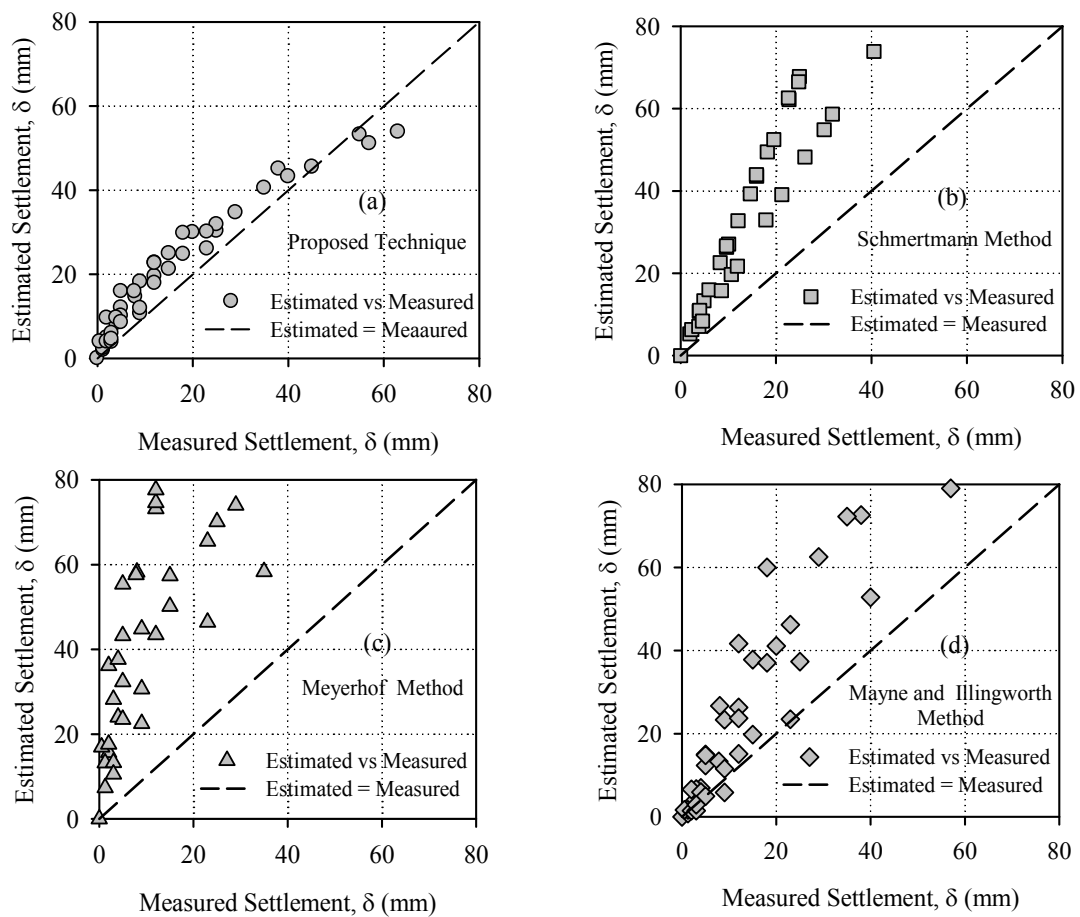 Estimated Settlement, δ (mm)
80
60
40
20
0
(a)
Proposed Technique
Estimated vs Measured
Estimated = Meaaured
0 20 40 60 80
Measured Settlement, δ (mm)
Estimated Settlement, δ (mm)
80
60
40
20
0
(b)
Schmertmann Method
Estimated vs Measured
Estimated = Measured
0 20 40 60 80
Measured Settlement, δ (mm)
Estimated Settlement, δ (mm)
80
60
40
20
0
(c)
Meyerhof Method
Estimated vs Measured
Estimated = Measured
0 20 40 60 80
Measured Settlement, δ (mm)
Estimated Settlement, δ (mm)
80
60
40
20
0
(d)
Mayne and Illingworth
Method
Estimated vs Measured
Estimated = Measured
0 20 40 60 80
Measured Settlement, δ (mm)